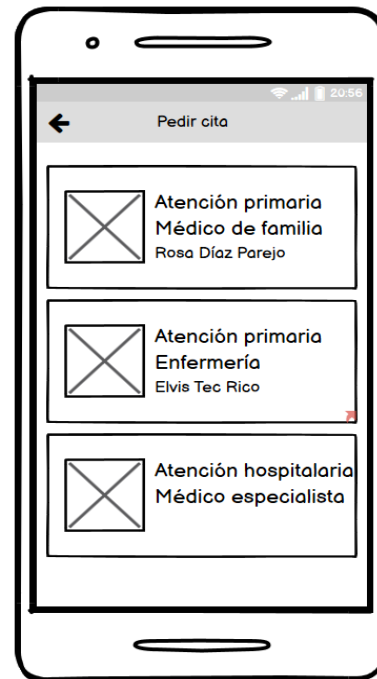 20:56
Pedir cita
Atención primaria
Médico de familia
Rosa Díaz Parejo
Atención primaria
Enfermería
Elvis Tec Rico
Atención hospitalaria
Médico especialista